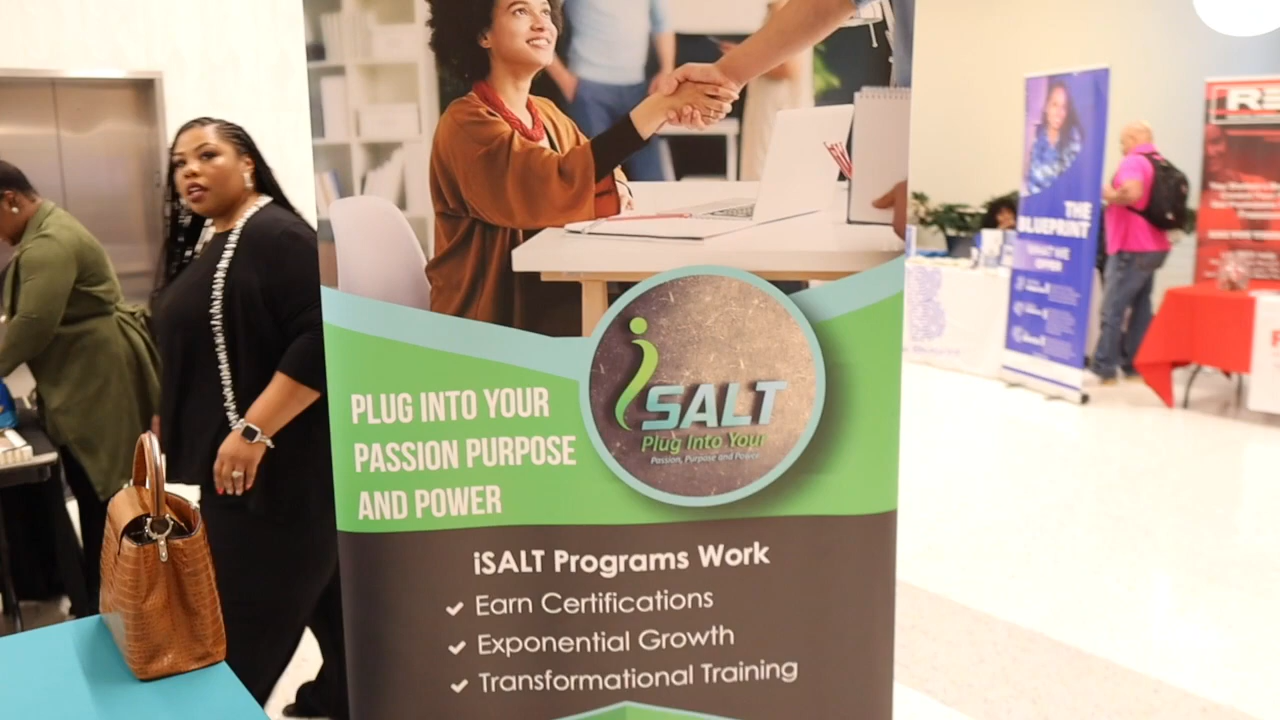 PLUG INTO YOUR
PASSION PURPOSE
AND POWER
iSALT
Plug Into Your
Passion, Purpose and Power
iSALT Programs Work
Earn Certifications
Exponential Growth
Transformational Training
THE
BLUEPRINT
WHAT WE
OFFER